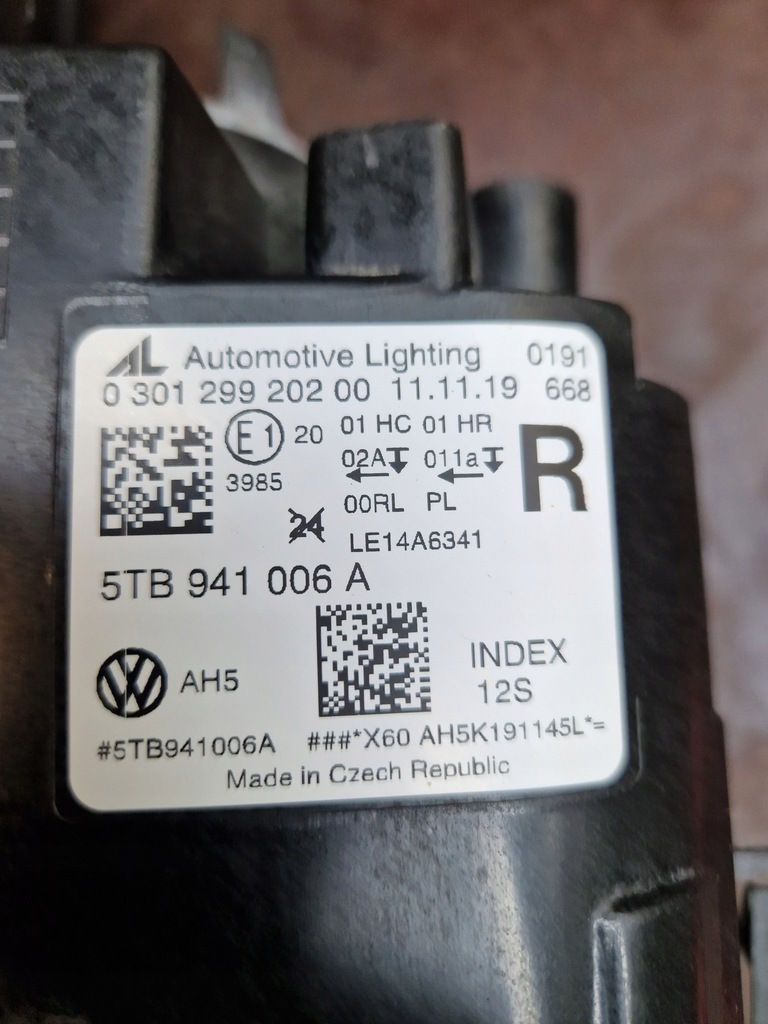 AL Automotive Lighting 0191
0 301 299 202 00 11.11.19 668
E1 20 01 HC 01 HR
3985 02A 011a R
00RL PL
24 LE14A6341
5TB 941 006 A
VW AH5 INDEX
12S
#5TB941006A ###*X60 AH5K191145L*=
Made in Czech Republic